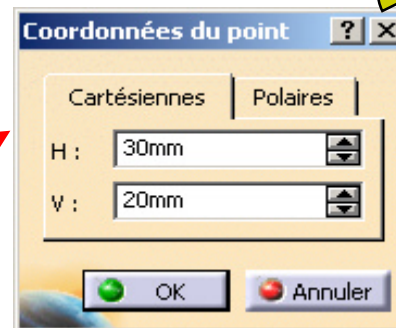 Coordonnées du point ? X
Cartésiennes Polaires
H : 30mm
V : 20mm
OK Annuler